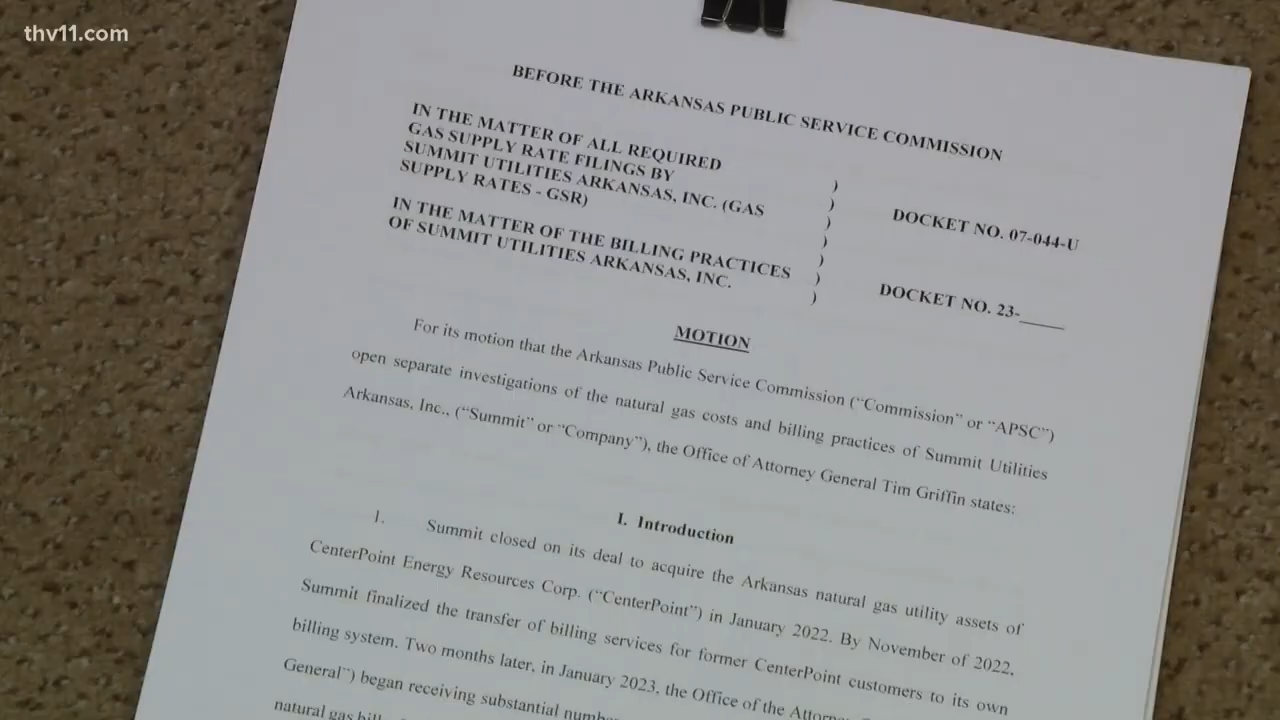 thv11.com
BEFORE THE ARKANSAS PUBLIC SERVICE COMMISSION
IN THE MATTER OF ALL REQUIRED
GAS SUPPLY RATE FILINGS BY
SUMMIT UTILITIES ARKANSAS, INC. (GAS
SUPPLY RATES - GSR)
)
)
)
)
)
)
)
DOCKET NO. 07-044-U
IN THE MATTER OF THE BILLING PRACTICES
OF SUMMIT UTILITIES ARKANSAS, INC.
DOCKET NO. 23-_____
MOTION
For its motion that the Arkansas Public Service Commission (“Commission” or “APSC”)
open separate investigations of the natural gas costs and billing practices of Summit Utilities
Arkansas, Inc., (“Summit” or “Company”), the Office of Attorney General Tim Griffin states:
I. Introduction
1. Summit closed on its deal to acquire the Arkansas natural gas utility assets of
CenterPoint Energy Resources Corp. (“CenterPoint”) in January 2022. By November of 2022,
Summit finalized the transfer of billing services for former CenterPoint customers to its own
billing system. Two months later, in January 2023, the Office of the
General”) began receiving substantial
natural gas